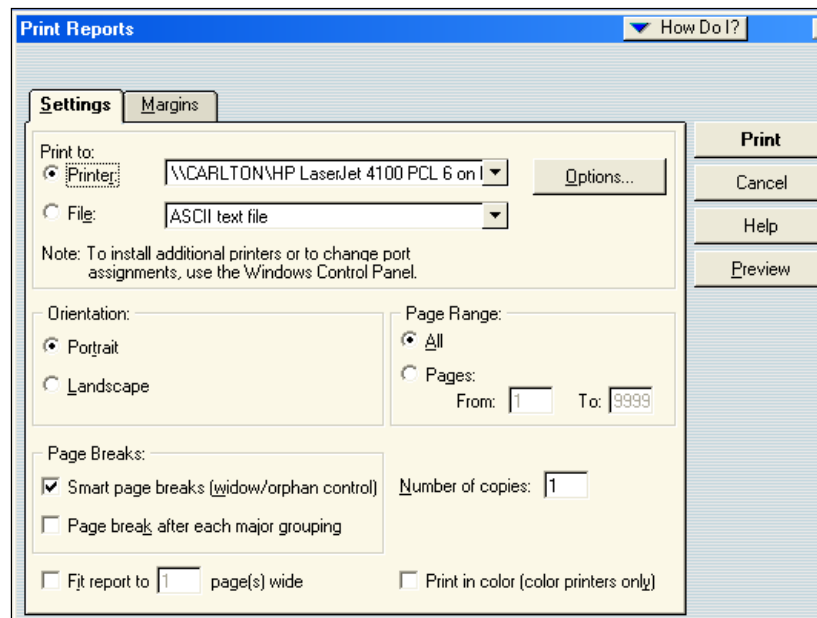 Print Reports
How Do I?
Settings
Margins
Print to:
Printer:
\\CARLTON\HP LaserJet 4100 PCL 6 on
Options...
File:
ASCII text file
Note: To install additional printers or to change port
assignments, use the Windows Control Panel.
Print
Cancel
Help
Preview
Orientation:
Portrait
Landscape
Page Range:
All
Pages:
From: 1 To: 9999
Page Breaks:
Smart page breaks (widow/orphan control)
Page break after each major grouping
Number of copies: 1
Fit report to 1 page(s) wide
Print in color (color printers only)